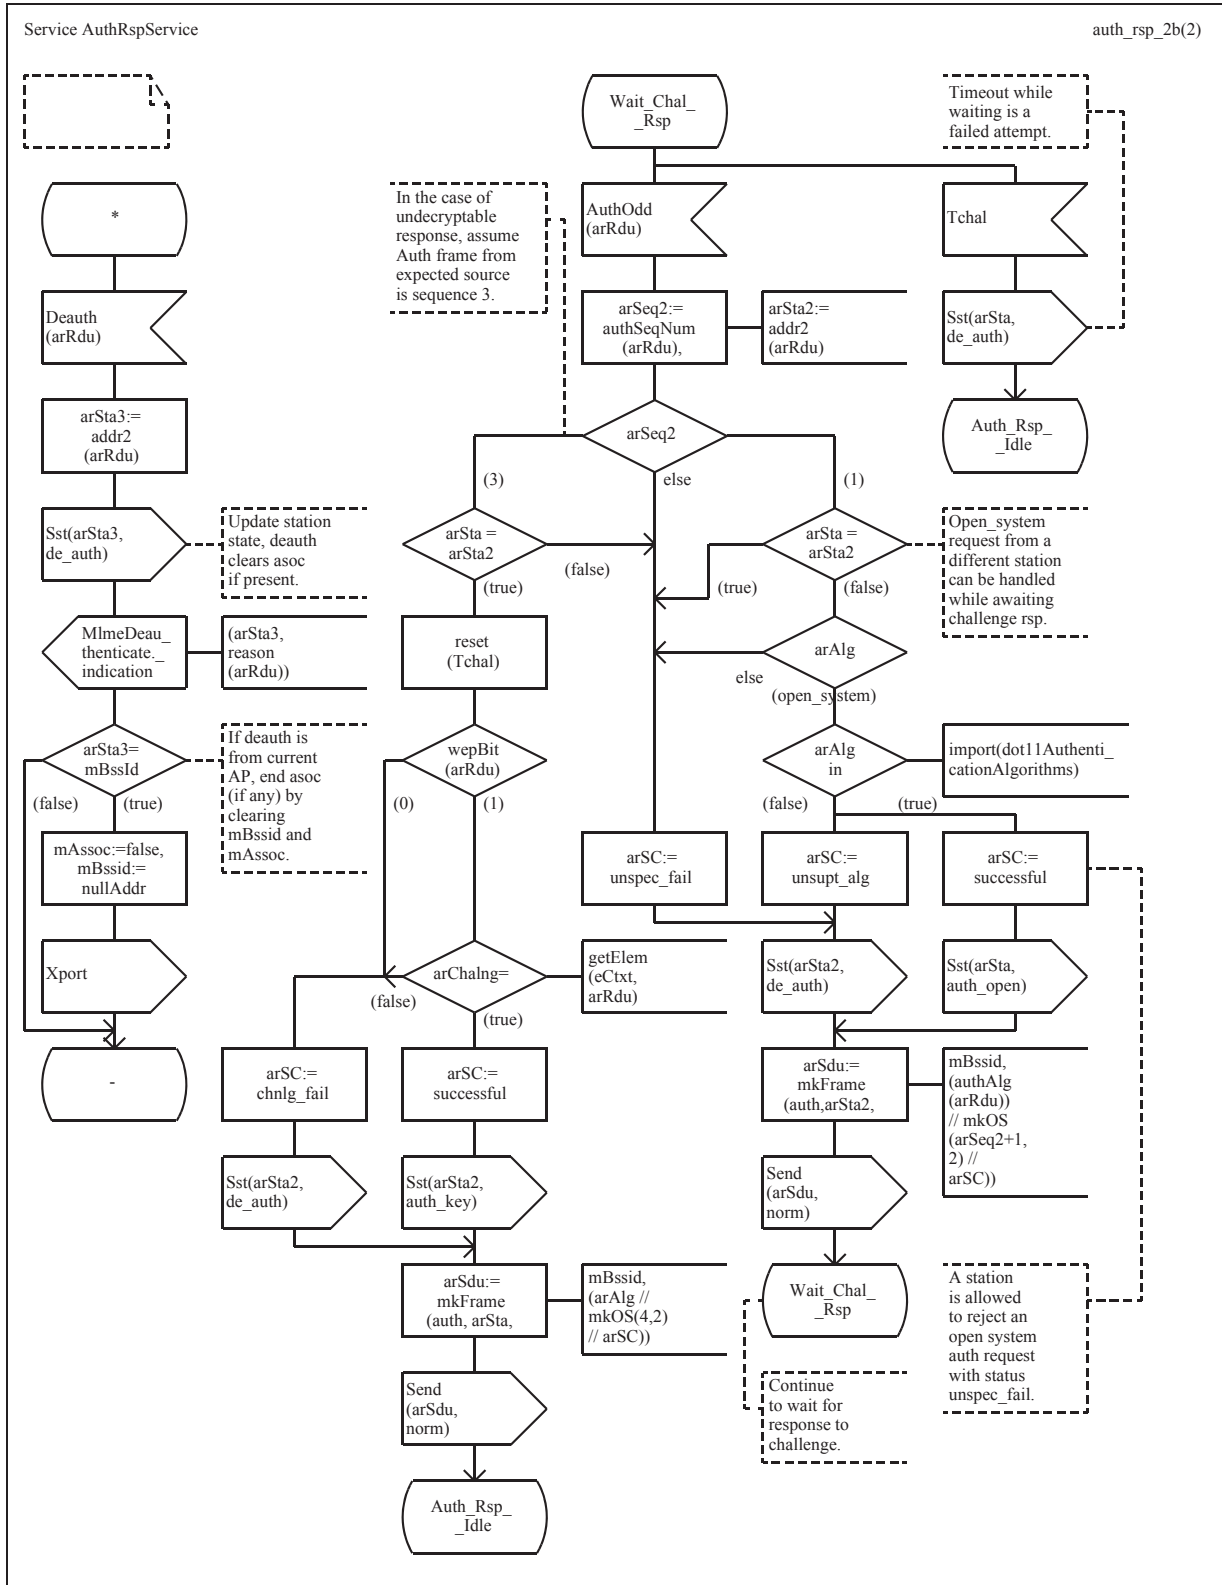 Service AuthRspService
auth_rsp_2b(2)
Wait_Chal_
_Rsp
Timeout while
waiting is a
failed attempt.
*
In the case of
undecryptable
response, assume
Auth frame from
expected source
is sequence 3.
AuthOdd
(arRdu)
Tchal
Deauth
(arRdu)
arSeq2:=
authSeqNum
(arRdu),
arSta2:=
addr2
(arRdu)
Sst(arSta,
de_auth)
arSta3:=
addr2
(arRdu)
arSeq2
Auth_Rsp_
_Idle
(3)
else
(1)
Sst(arSta3,
de_auth)
Update station
state, deauth
clears asoc
if present.
arSta =
arSta2
(false)
(true)
arSta =
arSta2
(true)
(false)
Open_system
request from a
different station
can be handled
while awaiting
challenge rsp.
MlmeDeau_
thenticate._
indication
(arSta3,
reason
(arRdu))
reset
(Tchal)
arAlg
else
(open_system)
arSta3=
mBssId
(false)
(true)
If deauth is
from current
AP, end asoc
(if any) by
clearing
mBssid and
mAssoc.
wepBit
(arRdu)
(0)
(1)
arAlg
in
(false)
(true)
import(dot11Authenti_
cationAlgorithms)
mAssoc:=false,
mBssid:=
nullAddr
arSC:=
unspec_fail
arSC:=
unsupt_alg
arSC:=
successful
Xport
arChalng=
(false)
(true)
getElem
(eCtxt,
arRdu)
Sst(arSta2,
de_auth)
Sst(arSta,
auth_open)
-
arSC:=
chnlg_fail
arSC:=
successful
arSdu:=
mkFrame
(auth,arSta2,
mBssid,
(authAlg
(arRdu))
// mkOS
(arSeq2+1,
2) //
arSC))
Sst(arSta2,
de_auth)
Sst(arSta2,
auth_key)
Send
(arSdu,
norm)
arSdu:=
mkFrame
(auth, arSta,
mBssid,
(arAlg //
mkOS(4,2)
// arSC))
Wait_Chal_
_Rsp
A station
is allowed
to reject an
open system
auth request
with status
unspec_fail.
Send
(arSdu,
norm)
Continue
to wait for
response to
challenge.
Auth_Rsp_
_Idle